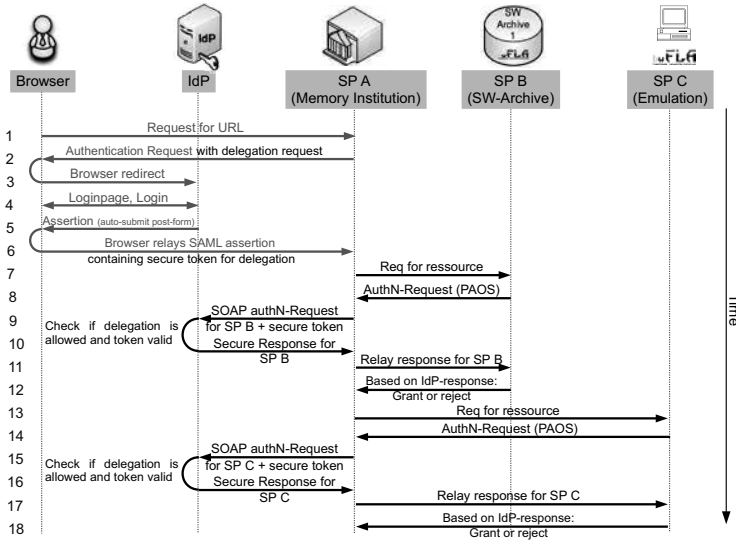 IdP
SW
Archive
1
Browser
IdP
SP A
(Memory Institution)
SP B
(SW-Archive)
SP C
(Emulation)
1
Request for URL
2
Authentication Request with delegation request
3
Browser redirect
4
Loginpage, Login
5
Assertion (auto-submit post-form)
6
Browser relays SAML assertion
containing secure token for delegation
7
Req for ressource
8
AuthN-Request (PAOS)
9
SOAP authN-Request
for SP B + secure token
Check if delegation is
allowed and token valid
10
Secure Response for
SP B
11
Relay response for SP B
12
Based on IdP-response:
Grant or reject
13
Req for ressource
14
AuthN-Request (PAOS)
15
SOAP authN-Request
for SP C + secure token
Check if delegation is
allowed and token valid
16
Secure Response for
SP C
17
Relay response for SP C
18
Based on IdP-response:
Grant or reject
Time